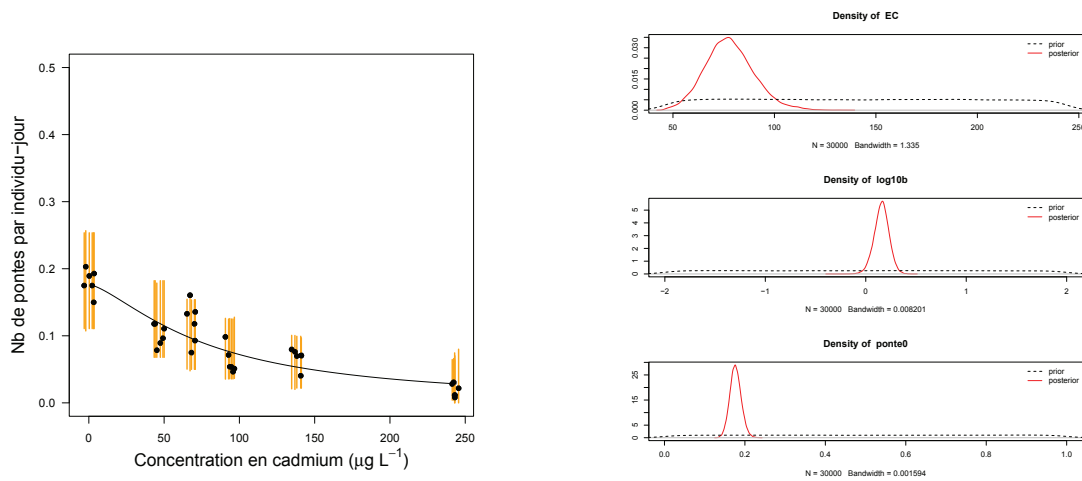 Nb de pontes par individu-jour
0.5
0.4
0.3
0.2
0.1
0.0
0 50 100 150 200 250
Concentration en cadmium (μg L⁻¹)
Density of EC
0.000 0.015 0.030
prior
posterior
50 100 150 200 250
N = 30000 Bandwidth = 1.335
Density of log10b
0 1 2 3 4 5
prior
posterior
-2 -1 0 1 2
N = 30000 Bandwidth = 0.008201
Density of ponte0
0 5 15 25
prior
posterior
0.0 0.2 0.4 0.6 0.8 1.0
N = 30000 Bandwidth = 0.001594